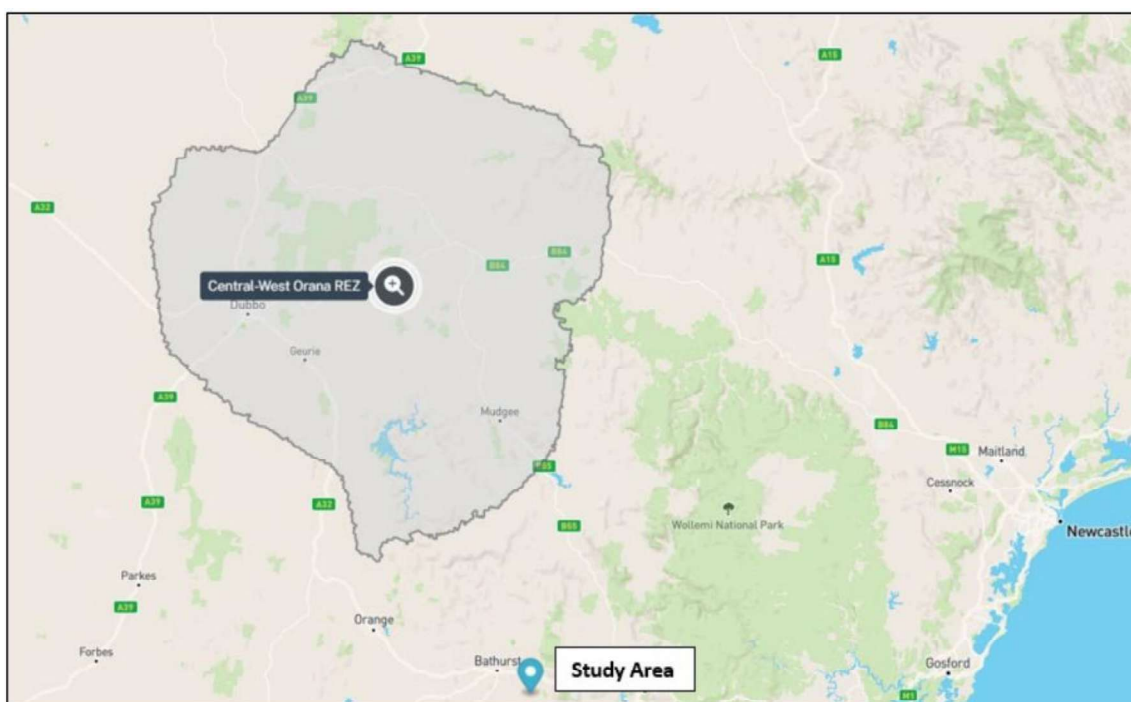 A39
A15
A39
A32
B84
B84
A15
Central-West Orana REZ
Dubbo
Geurie
A39
Mudgee
B84
M15
Maitland
Cessnock
A39
A32
B55
Wollemi National Park
Newcastle
Parkes
A39
Orange
Forbes
Bathurst
Study Area
Gosford
M1